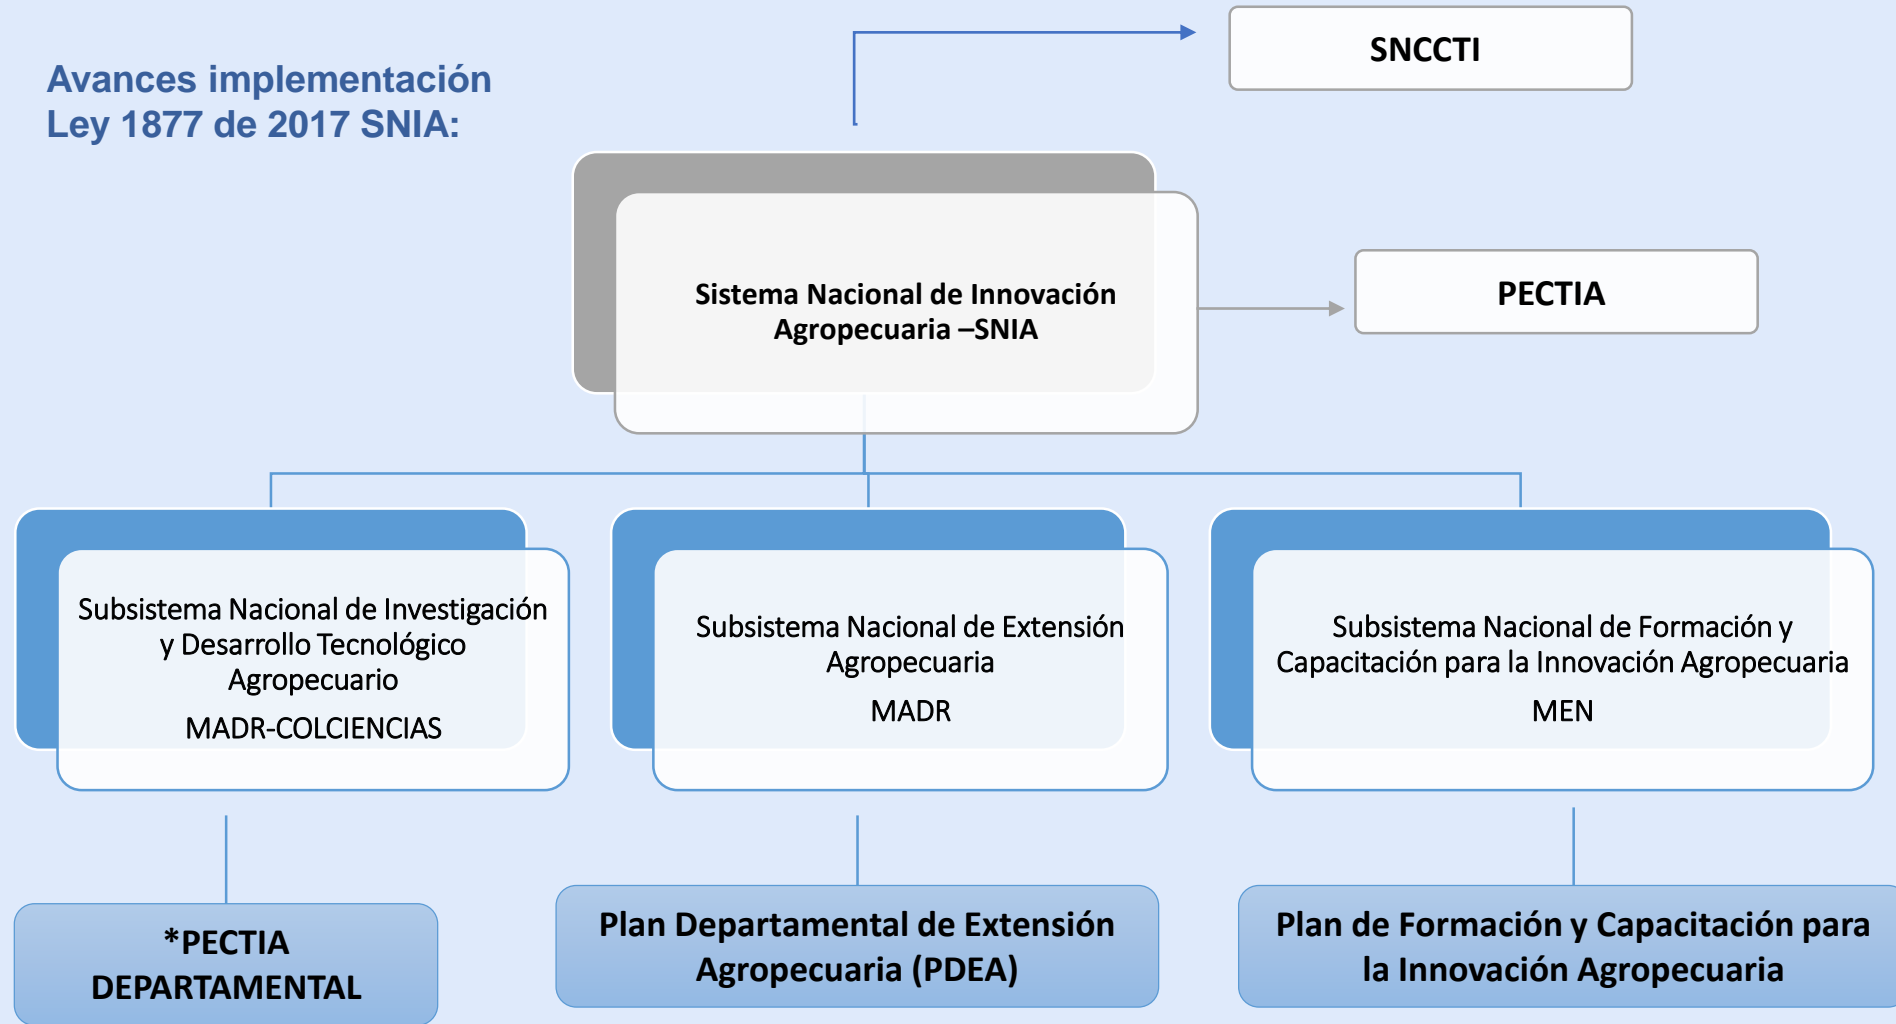 Avances implementación
Ley 1877 de 2017 SNIA:
SNCCTI
Sistema Nacional de Innovación
Agropecuaria –SNIA
PECTIA
Subsistema Nacional de Investigación
y Desarrollo Tecnológico
Agropecuario
MADR-COLCIENCIAS
Subsistema Nacional de Extensión
Agropecuaria
MADR
Subsistema Nacional de Formación y
Capacitación para la Innovación Agropecuaria
MEN
*PECTIA
DEPARTAMENTAL
Plan Departamental de Extensión
Agropecuaria (PDEA)
Plan de Formación y Capacitación para
la Innovación Agropecuaria